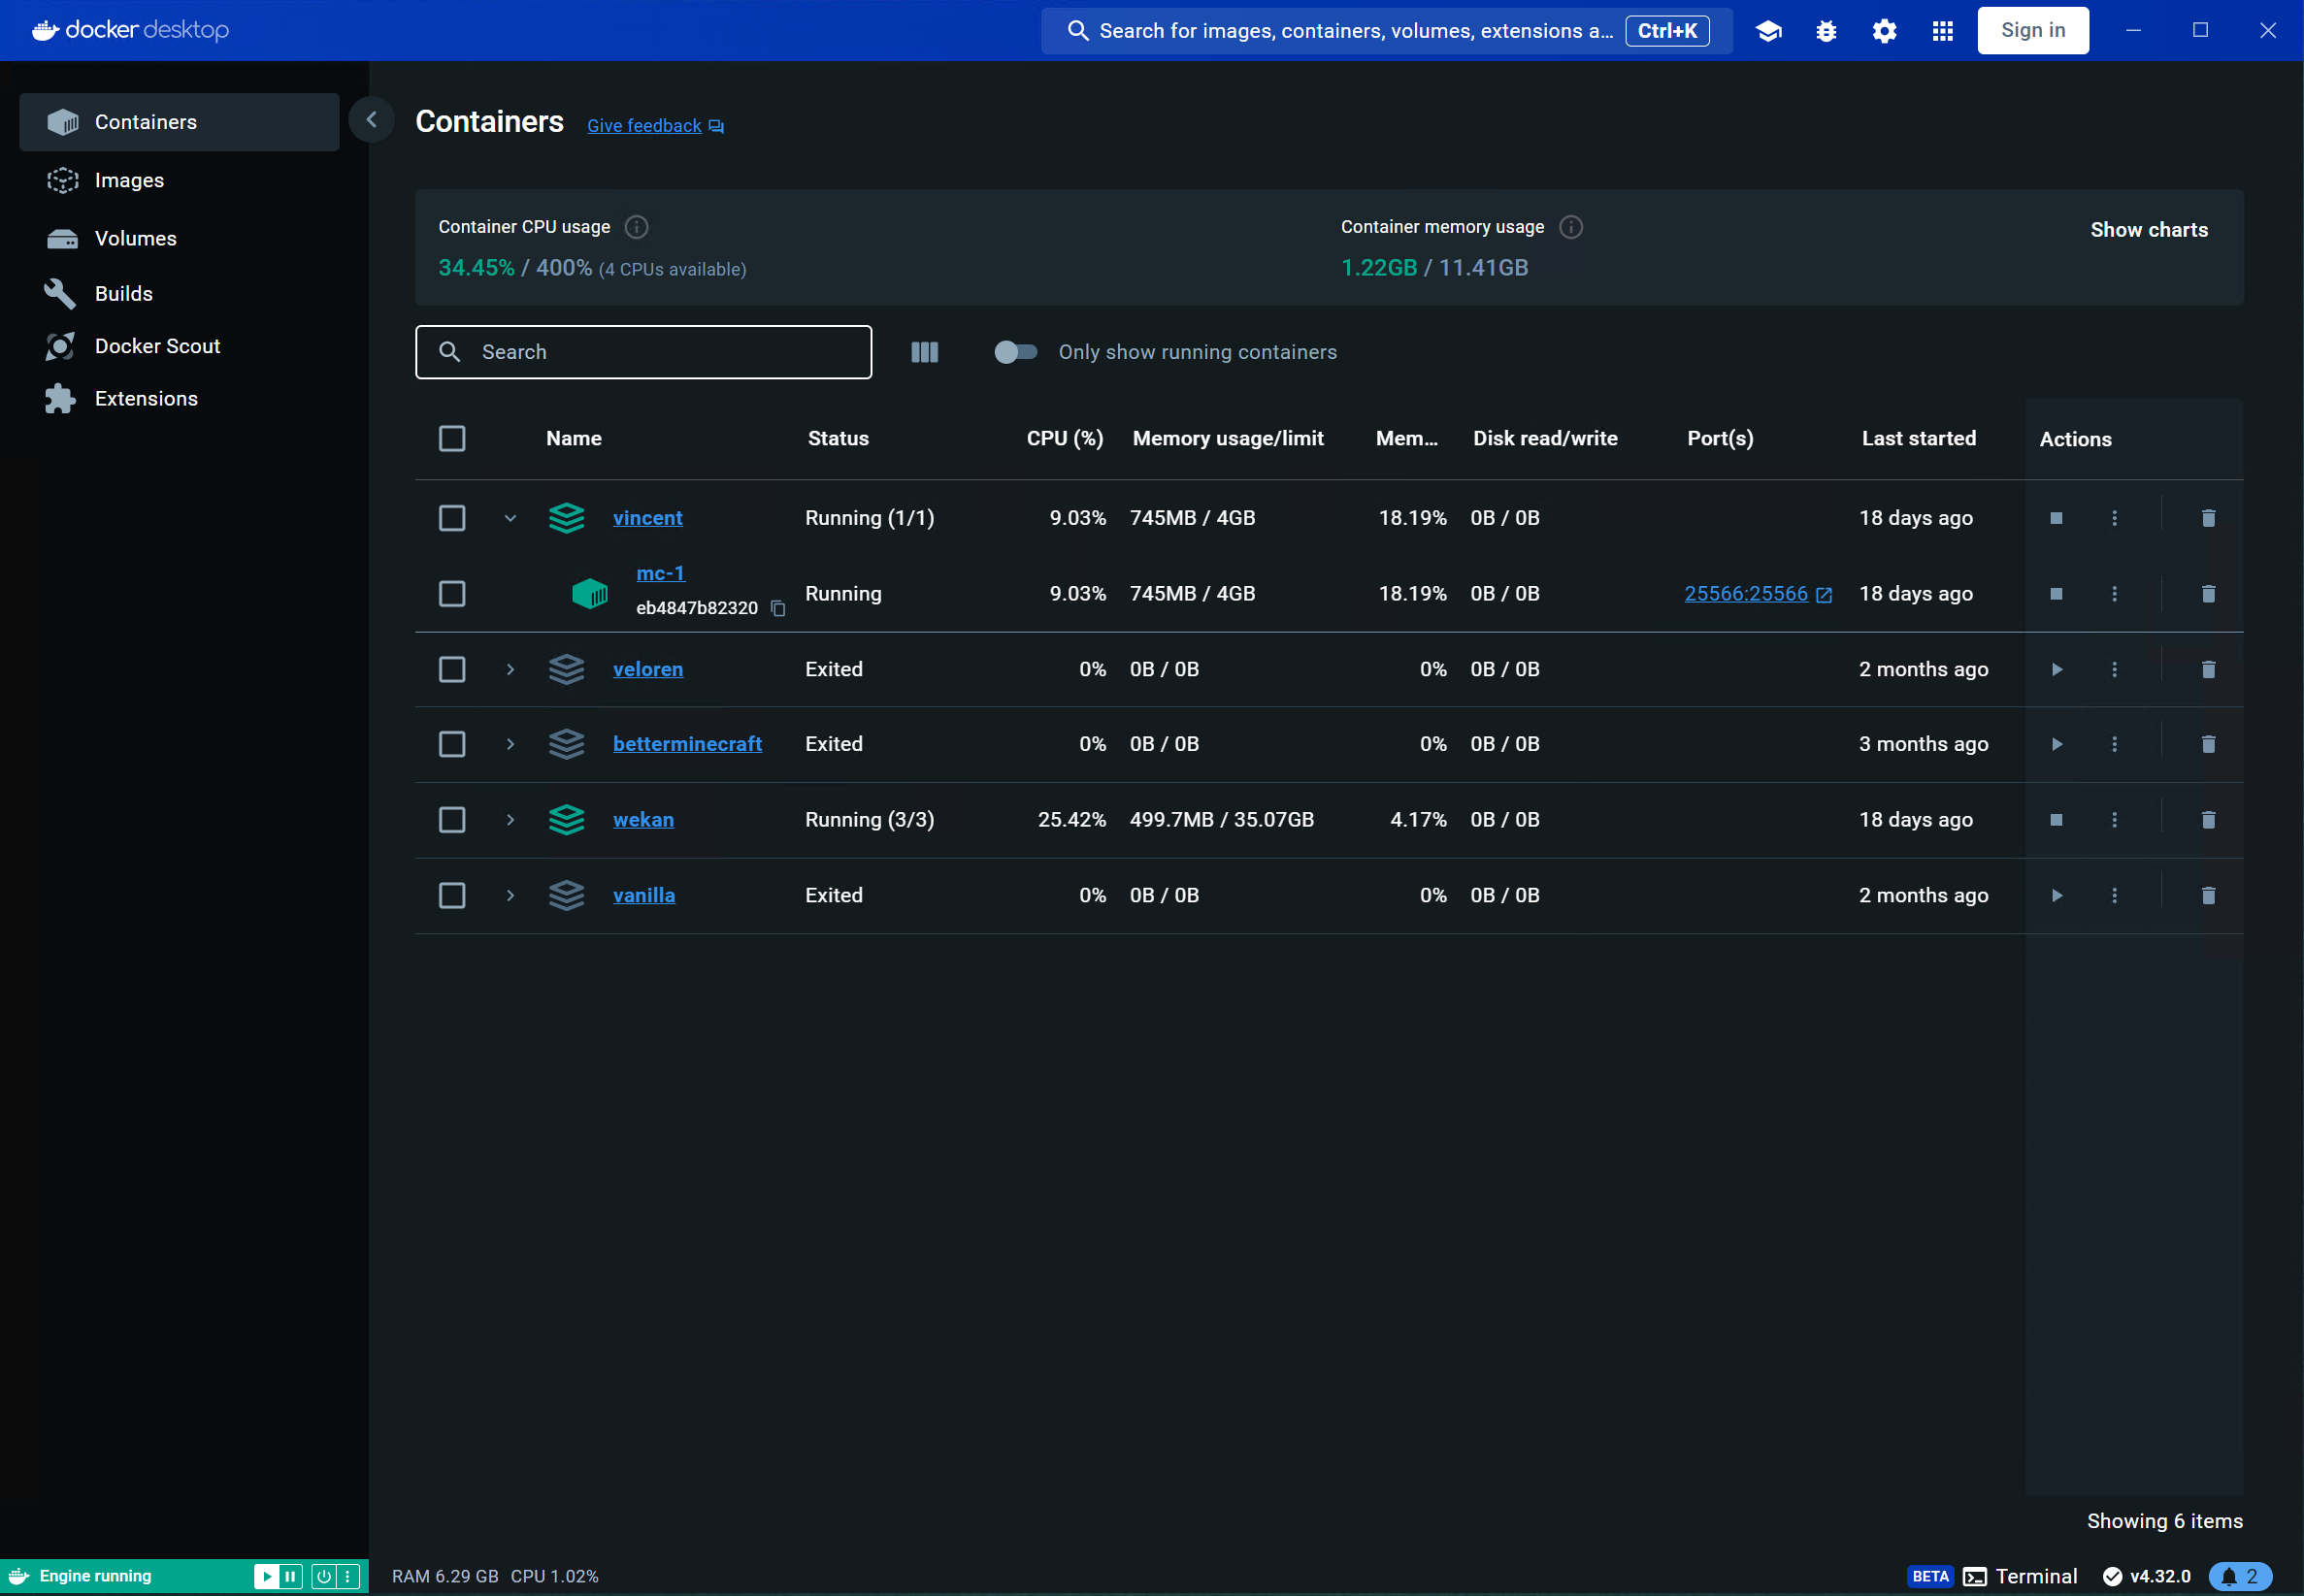 docker desktop
Search for images, containers, volumes, extensions a... Ctrl+K
Sign in
Containers
Images
Volumes
Builds
Docker Scout
Extensions
Containers Give feedback
Container CPU usage
34.45% / 400% (4 CPUs available)
Container memory usage
1.22GB / 11.41GB
Show charts
Search
Only show running containers
Name Status CPU (%) Memory usage/limit Mem... Disk read/write Port(s) Last started Actions
vincent Running (1/1) 9.03% 745MB / 4GB 18.19% 0B / 0B 18 days ago
mc-1
eb4847b82320 Running 9.03% 745MB / 4GB 18.19% 0B / 0B 25566:25566 18 days ago
veloren Exited 0% 0B / 0B 0% 0B / 0B 2 months ago
betterminecraft Exited 0% 0B / 0B 0% 0B / 0B 3 months ago
wekan Running (3/3) 25.42% 499.7MB / 35.07GB 4.17% 0B / 0B 18 days ago
vanilla Exited 0% 0B / 0B 0% 0B / 0B 2 months ago
Showing 6 items
Engine running
RAM 6.29 GB CPU 1.02%
BETA Terminal v4.32.0 2